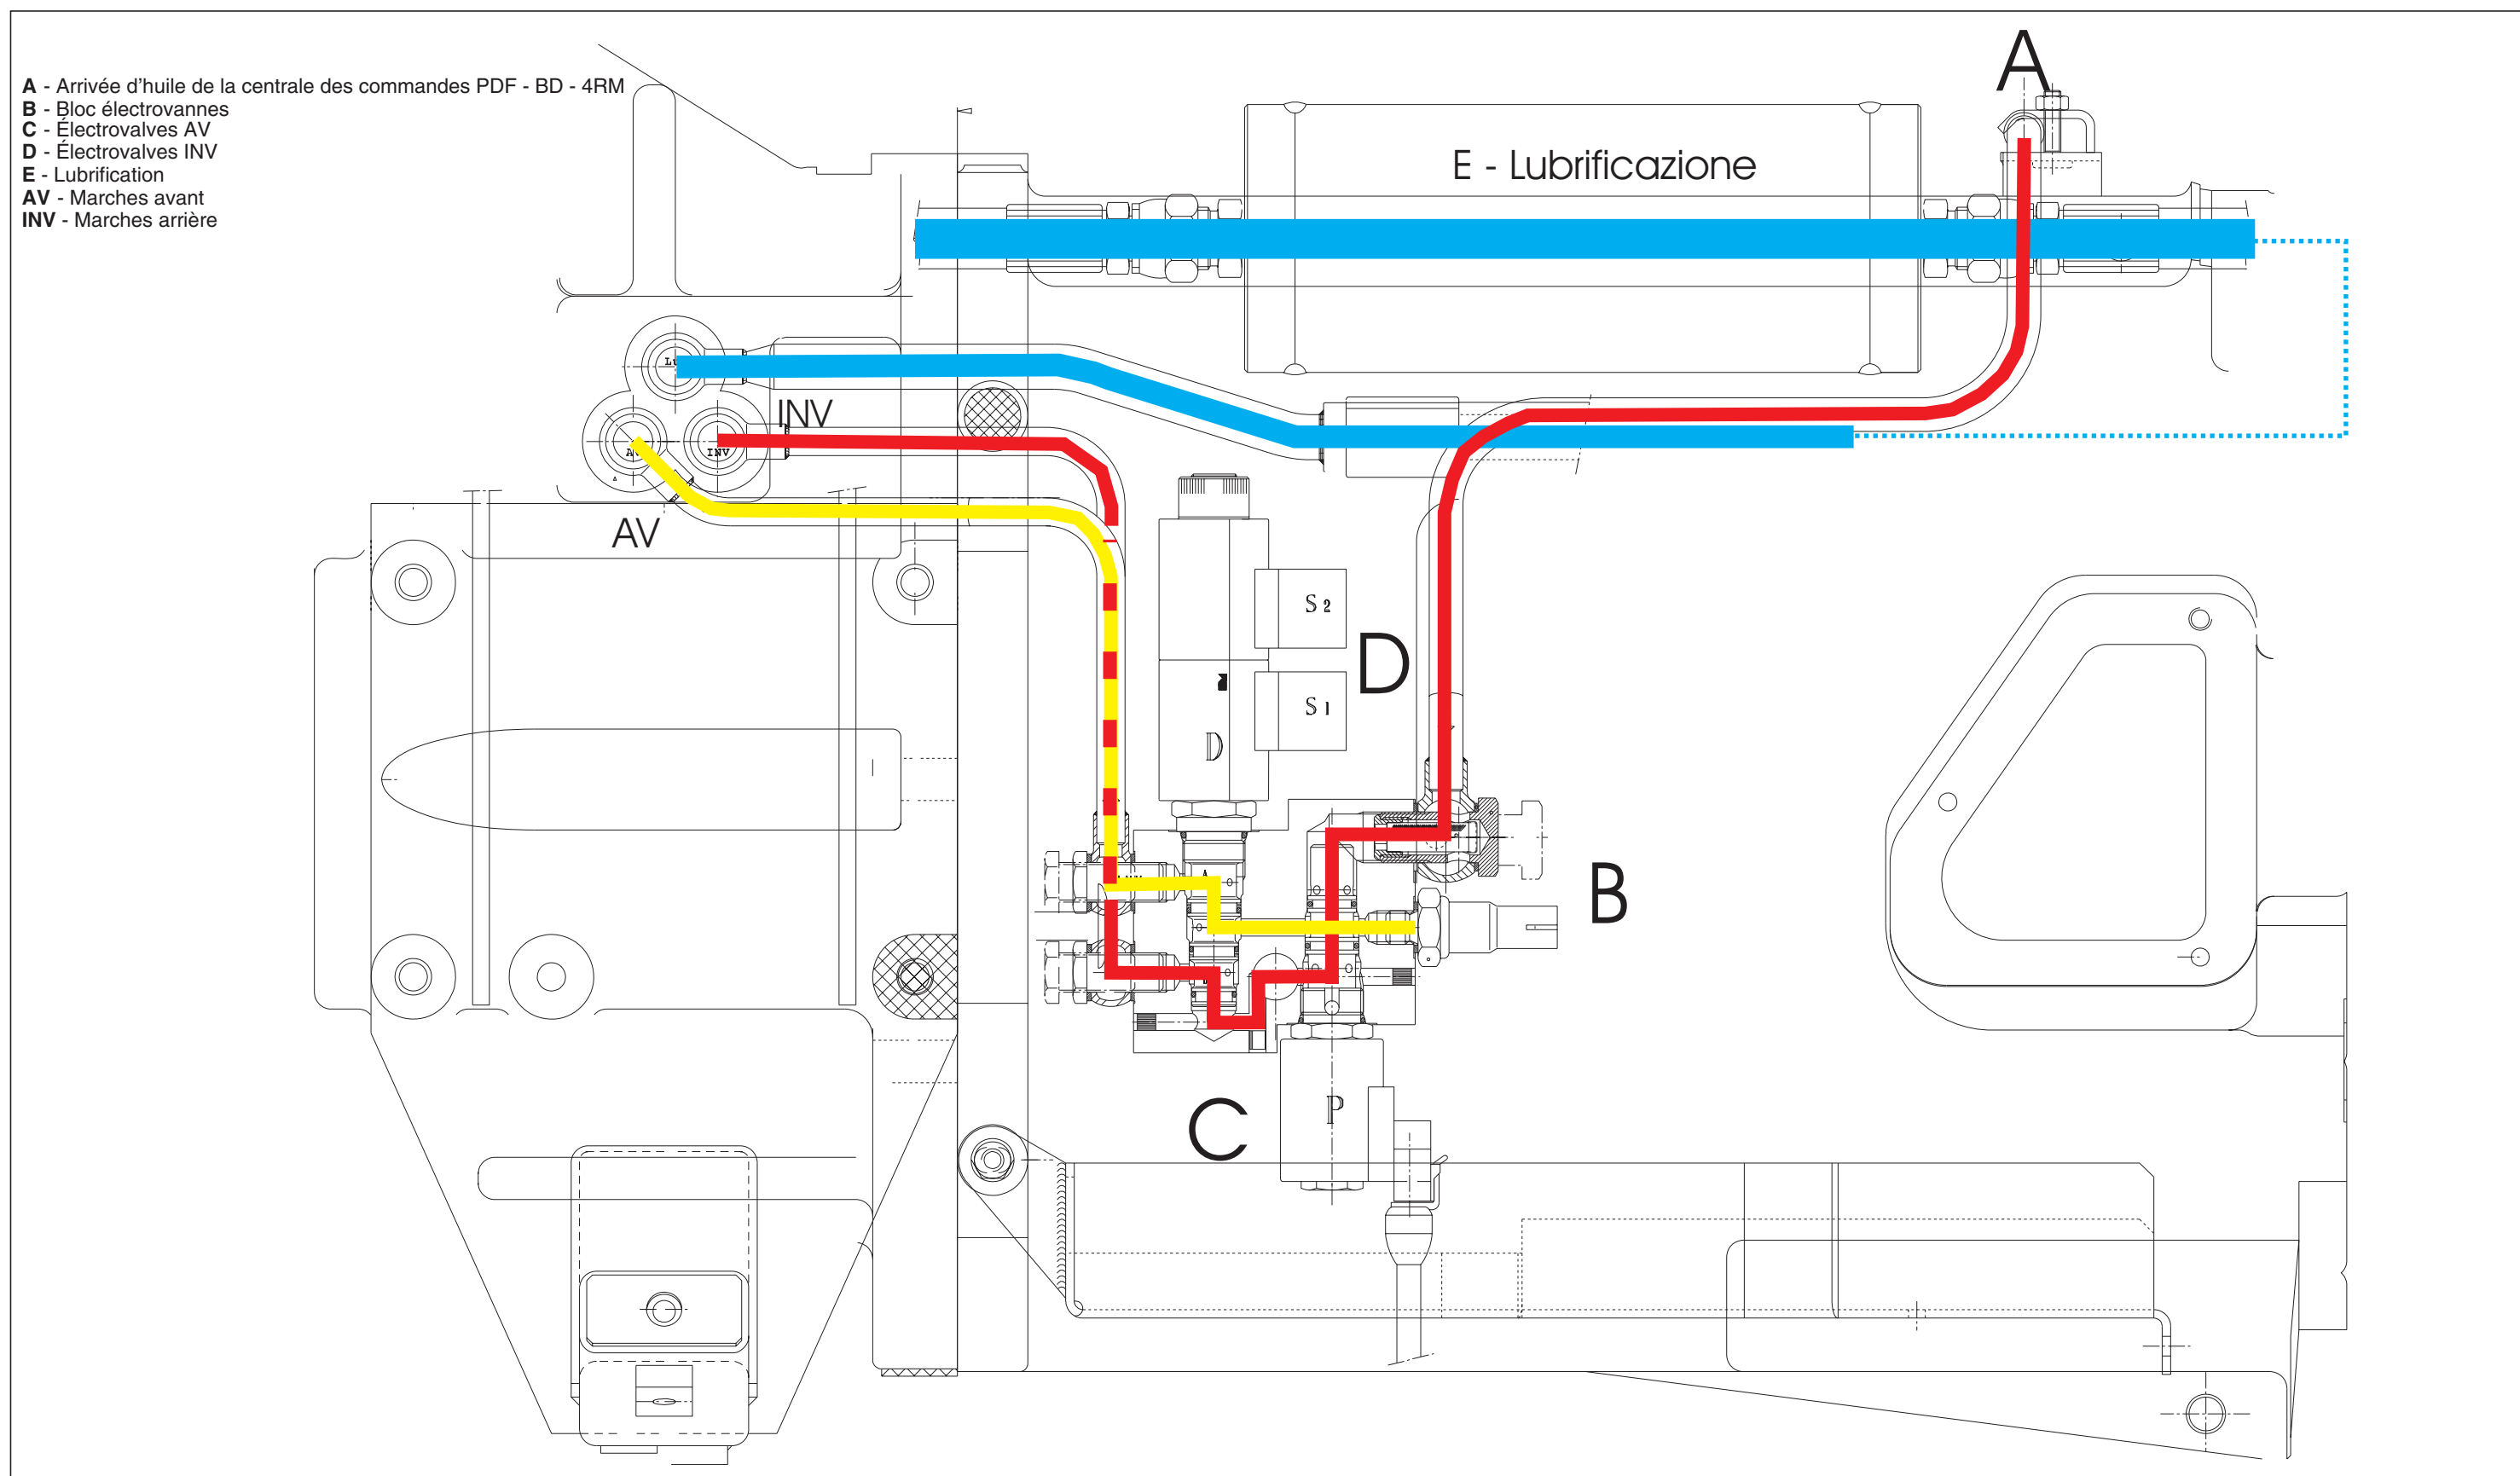 A - Arrivée d'huile de la centrale des commandes PDF - BD - 4RM
B - Bloc électrovannes
C - Électrovalves AV
D - Électrovalves INV
E - Lubrification
AV - Marches avant
INV - Marches arrière
A
E - Lubrificazione
INV
INV
AV
S 2
D
S 1
D
B
A
C
P